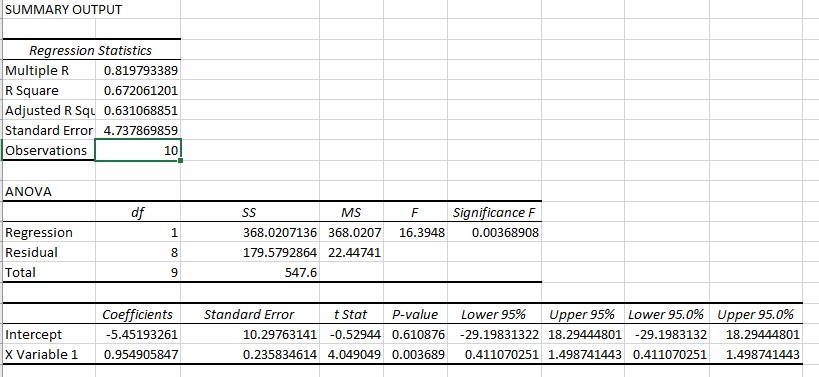 SUMMARY OUTPUT
Regression Statistics
Multiple R 0.819793389
R Square 0.672061201
Adjusted R Squ 0.631068851
Standard Error 4.737869859
Observations 10
ANOVA
df SS MS F Significance F
Regression 1 368.0207136 368.0207 16.3948 0.00368908
Residual 8 179.5792864 22.44741
Total 9 547.6
Coefficients Standard Error t Stat P-value Lower 95% Upper 95% Lower 95.0% Upper 95.0%
Intercept -5.45193261 10.29763141 -0.52944 0.610876 -29.19831322 18.29444801 -29.1983132 18.29444801
X Variable 1 0.954905847 0.235834614 4.049049 0.003689 0.411070251 1.498741443 0.411070251 1.498741443